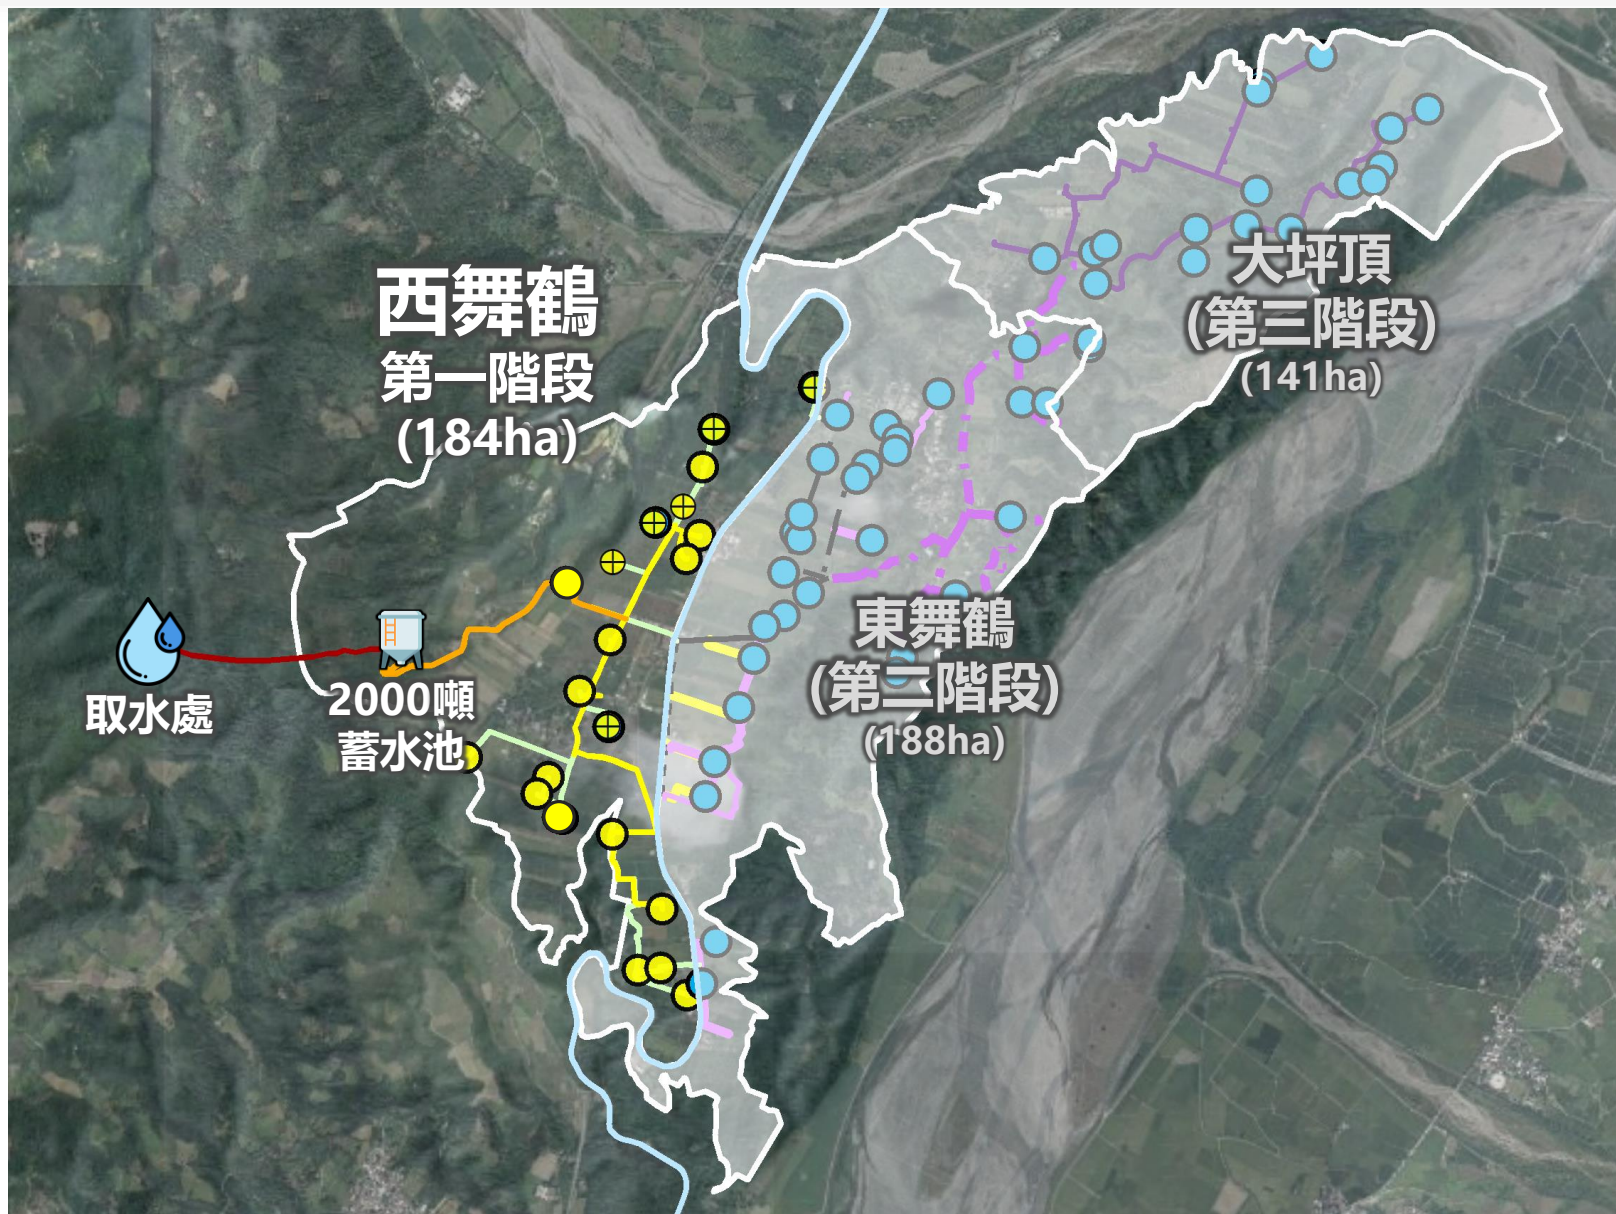 西舞鶴
第一階段
(184ha)
大坪頂
(第三階段)
(141ha)
東舞鶴
(第二階段)
(188ha)
取水處
2000噸
蓄水池